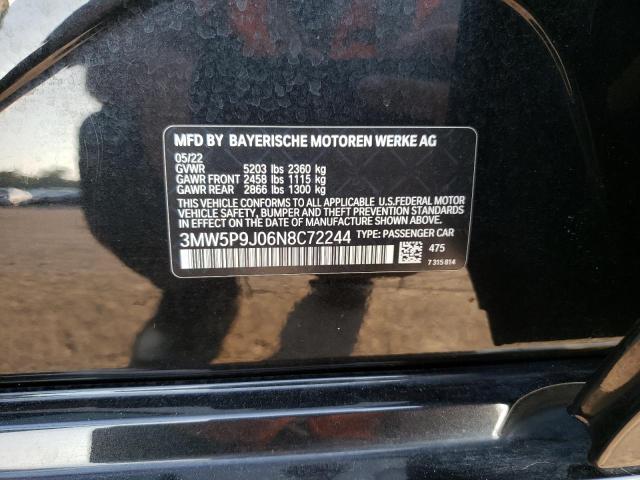 MFD BY BAYERISCHE MOTOREN WERKE AG
05/22
GVWR 5203 lbs 2360 kg
GAWR FRONT 2458 lbs 1115 kg
GAWR REAR 2866 lbs 1300 kg
THIS VEHICLE CONFORMS TO ALL APPLICABLE U.S.FEDERAL MOTOR
VEHICLE SAFETY, BUMPER, AND THEFT PREVENTION STANDARDS
IN EFFECT ON THE DATE OF MANUFACTURE SHOWN ABOVE.
3MW5P9J06N8C72244 TYPE: PASSENGER CAR
475
7 315 814